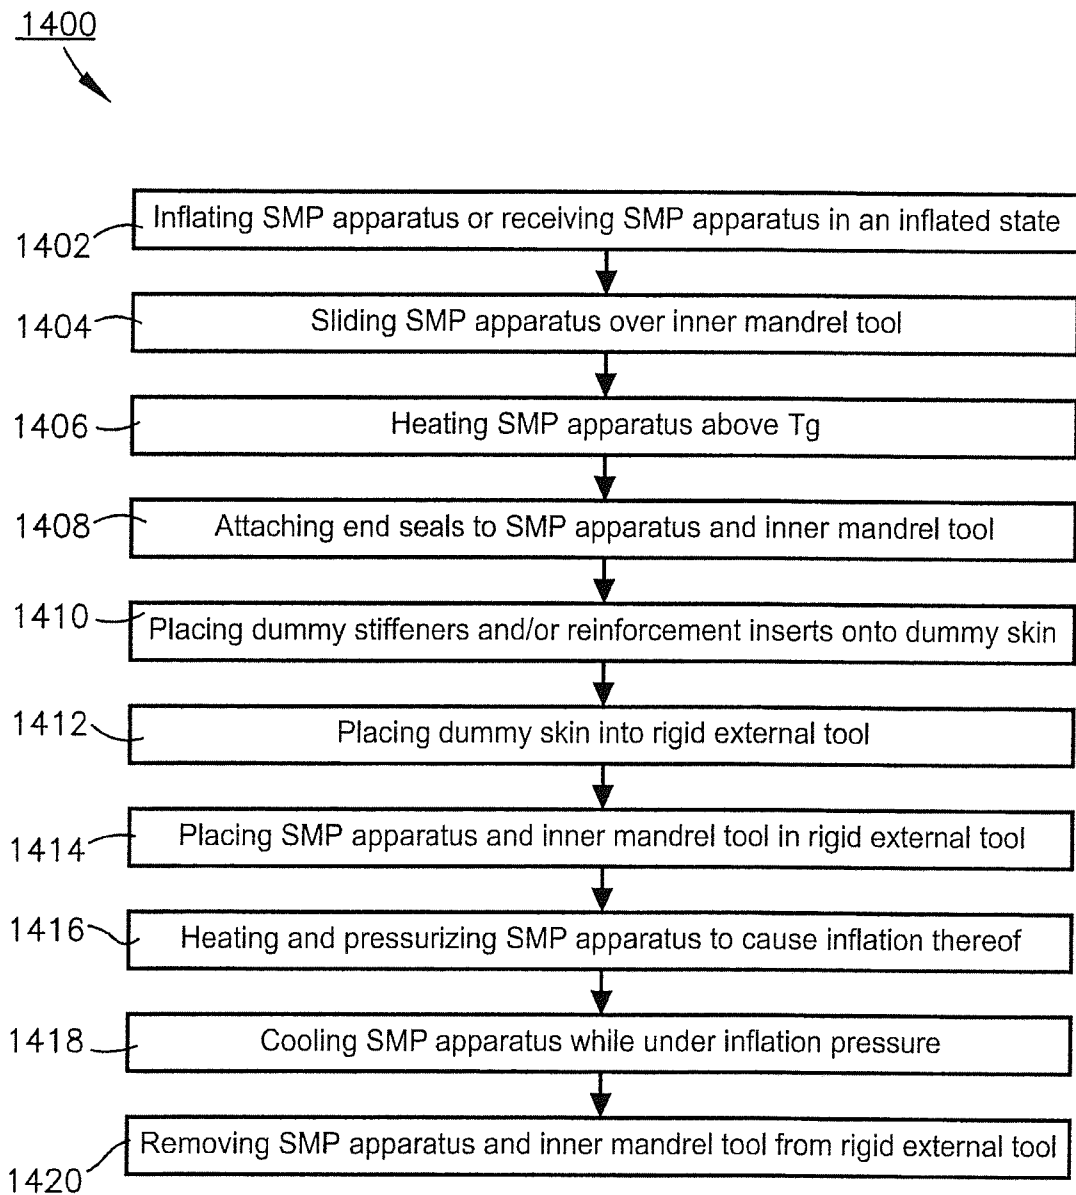 1400
1402
Inflating SMP apparatus or receiving SMP apparatus in an inflated state
1404
Sliding SMP apparatus over inner mandrel tool
1406
Heating SMP apparatus above Tg
1408
Attaching end seals to SMP apparatus and inner mandrel tool
1410
Placing dummy stiffeners and/or reinforcement inserts onto dummy skin
1412
Placing dummy skin into rigid external tool
1414
Placing SMP apparatus and inner mandrel tool in rigid external tool
1416
Heating and pressurizing SMP apparatus to cause inflation thereof
1418
Cooling SMP apparatus while under inflation pressure
1420
Removing SMP apparatus and inner mandrel tool from rigid external tool